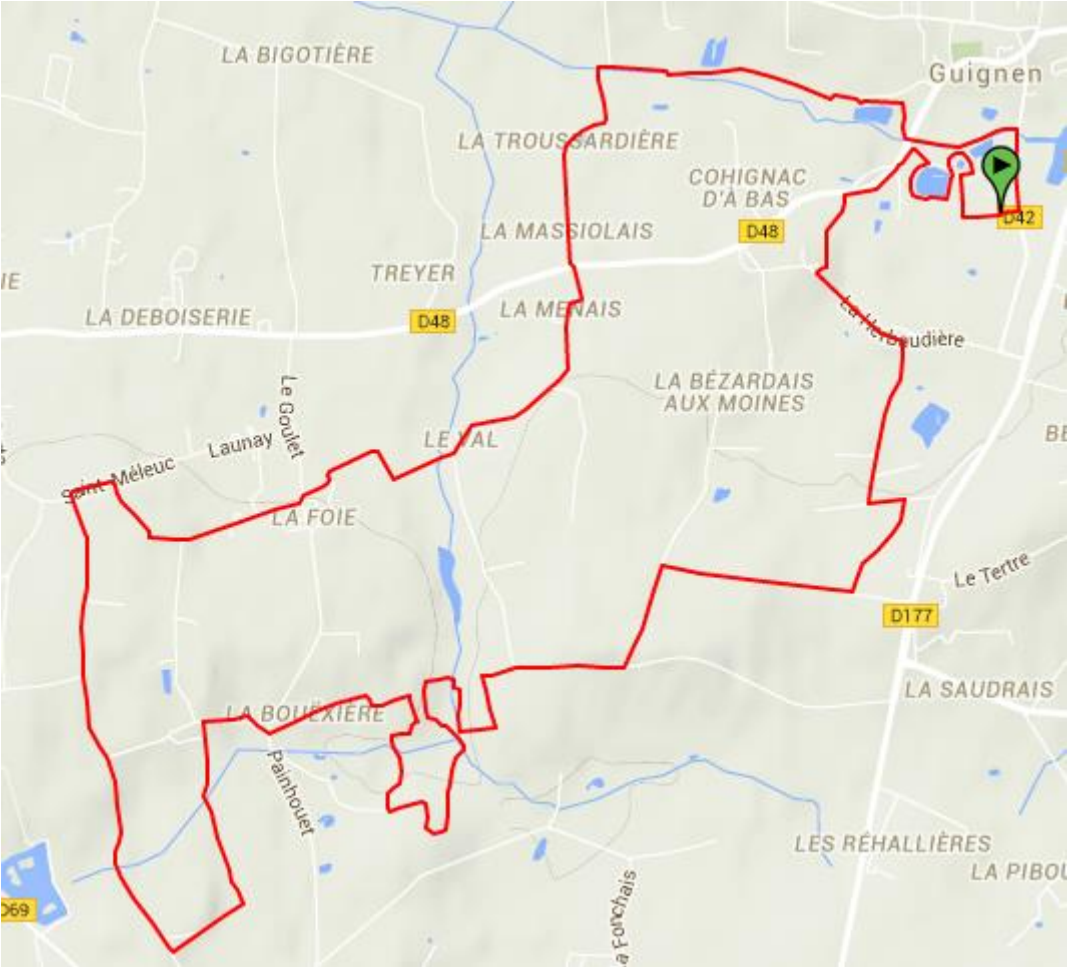 LA BIGOTIÈRE
Guignen
LA TROUSSARDIÈRE
COHIGNAC
D'À BAS
D42
LA MASSIOLAIS
D48
TREYER
IE
LA MENAIS
LA DEBOISERIE
D48
La Herbaudière
LA BÉZARDAIS
AUX MOINES
Le Goulet
BE
LE VAL
Launay
Saint-Méleuc
LA FOIE
Le Tertre
D177
LA SAUDRAIS
LA BOUËXIÈRE
Painhouet
LES RÉHALLIÈRES
LA PIBOU
D69
a Fonchais